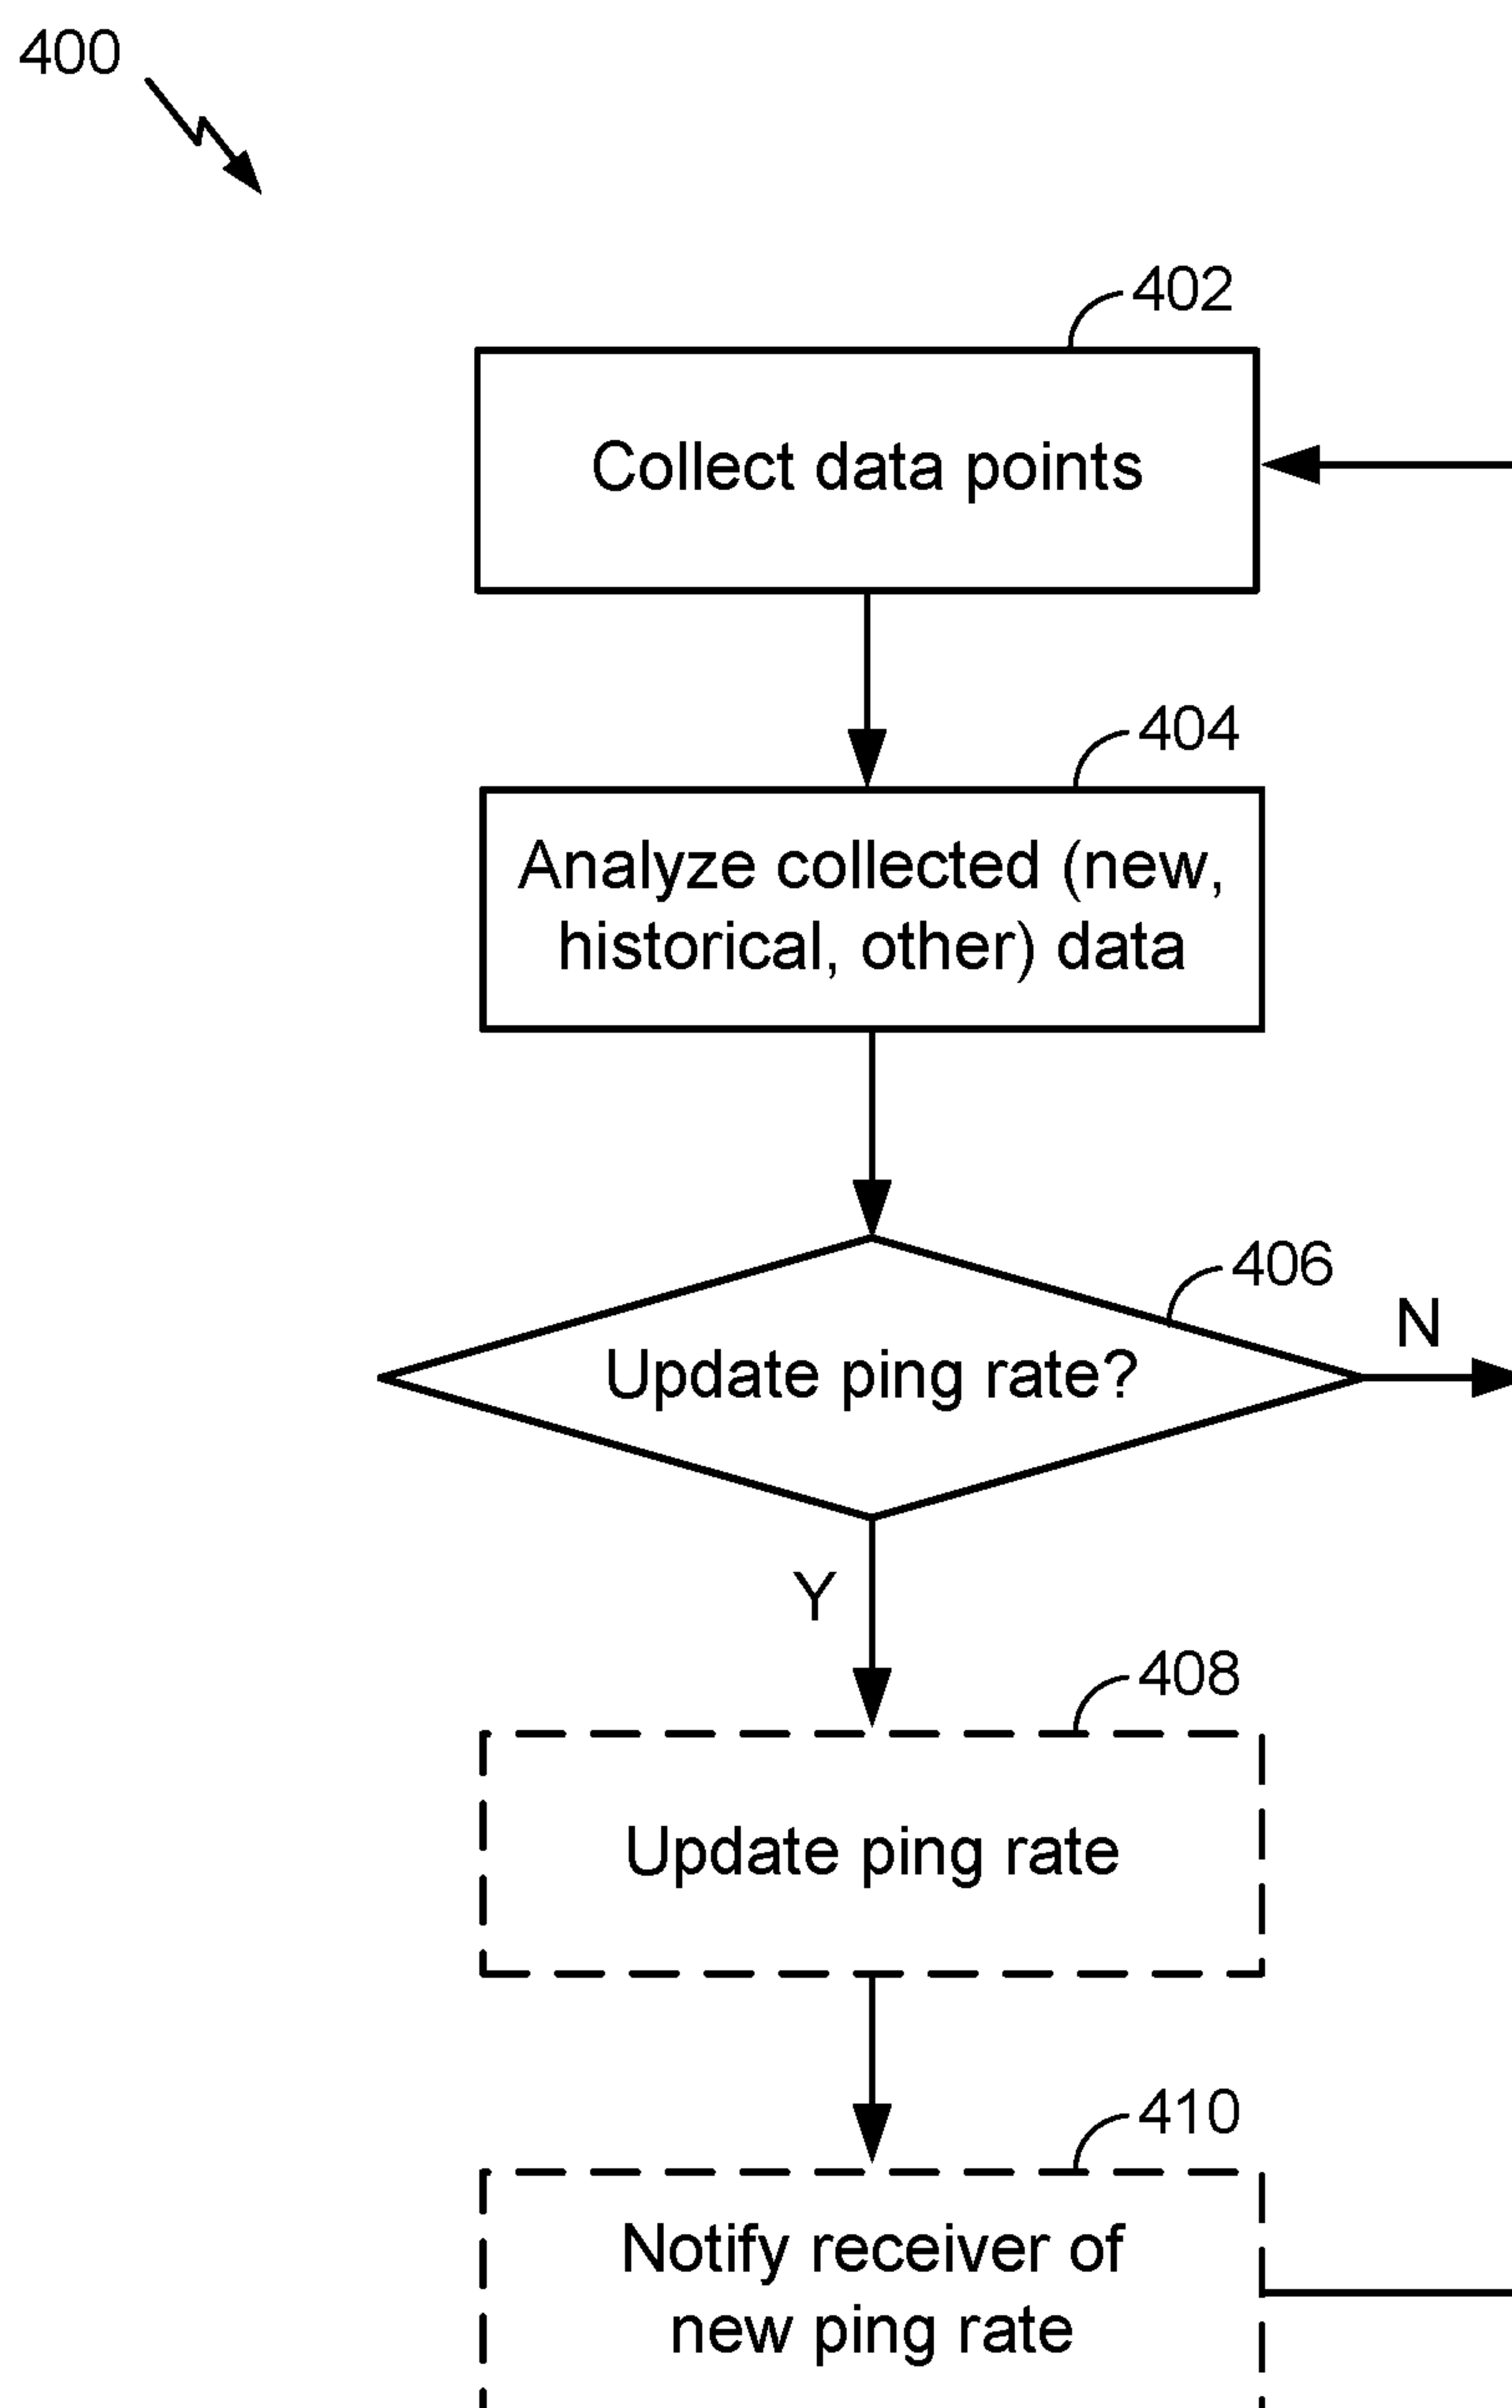 400
402
Collect data points
404
Analyze collected (new,
historical, other) data
406
N
Update ping rate?
Y
408
Update ping rate
410
Notify receiver of
new ping rate